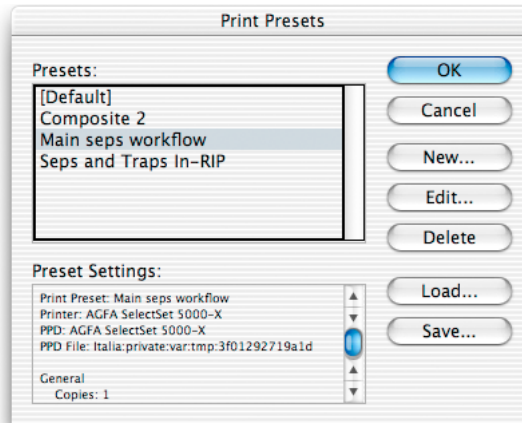 Print Presets
Presets:
[Default]
Composite 2
Main seps workflow
Seps and Traps In-RIP
OK
Cancel
New...
Edit...
Delete
Preset Settings:
Print Preset: Main seps workflow
Printer: AGFA SelectSet 5000-X
PPD: AGFA SelectSet 5000-X
PPD File: Italia:private:var:tmp:3f01292719a1d
General
Copies: 1
Load...
Save...